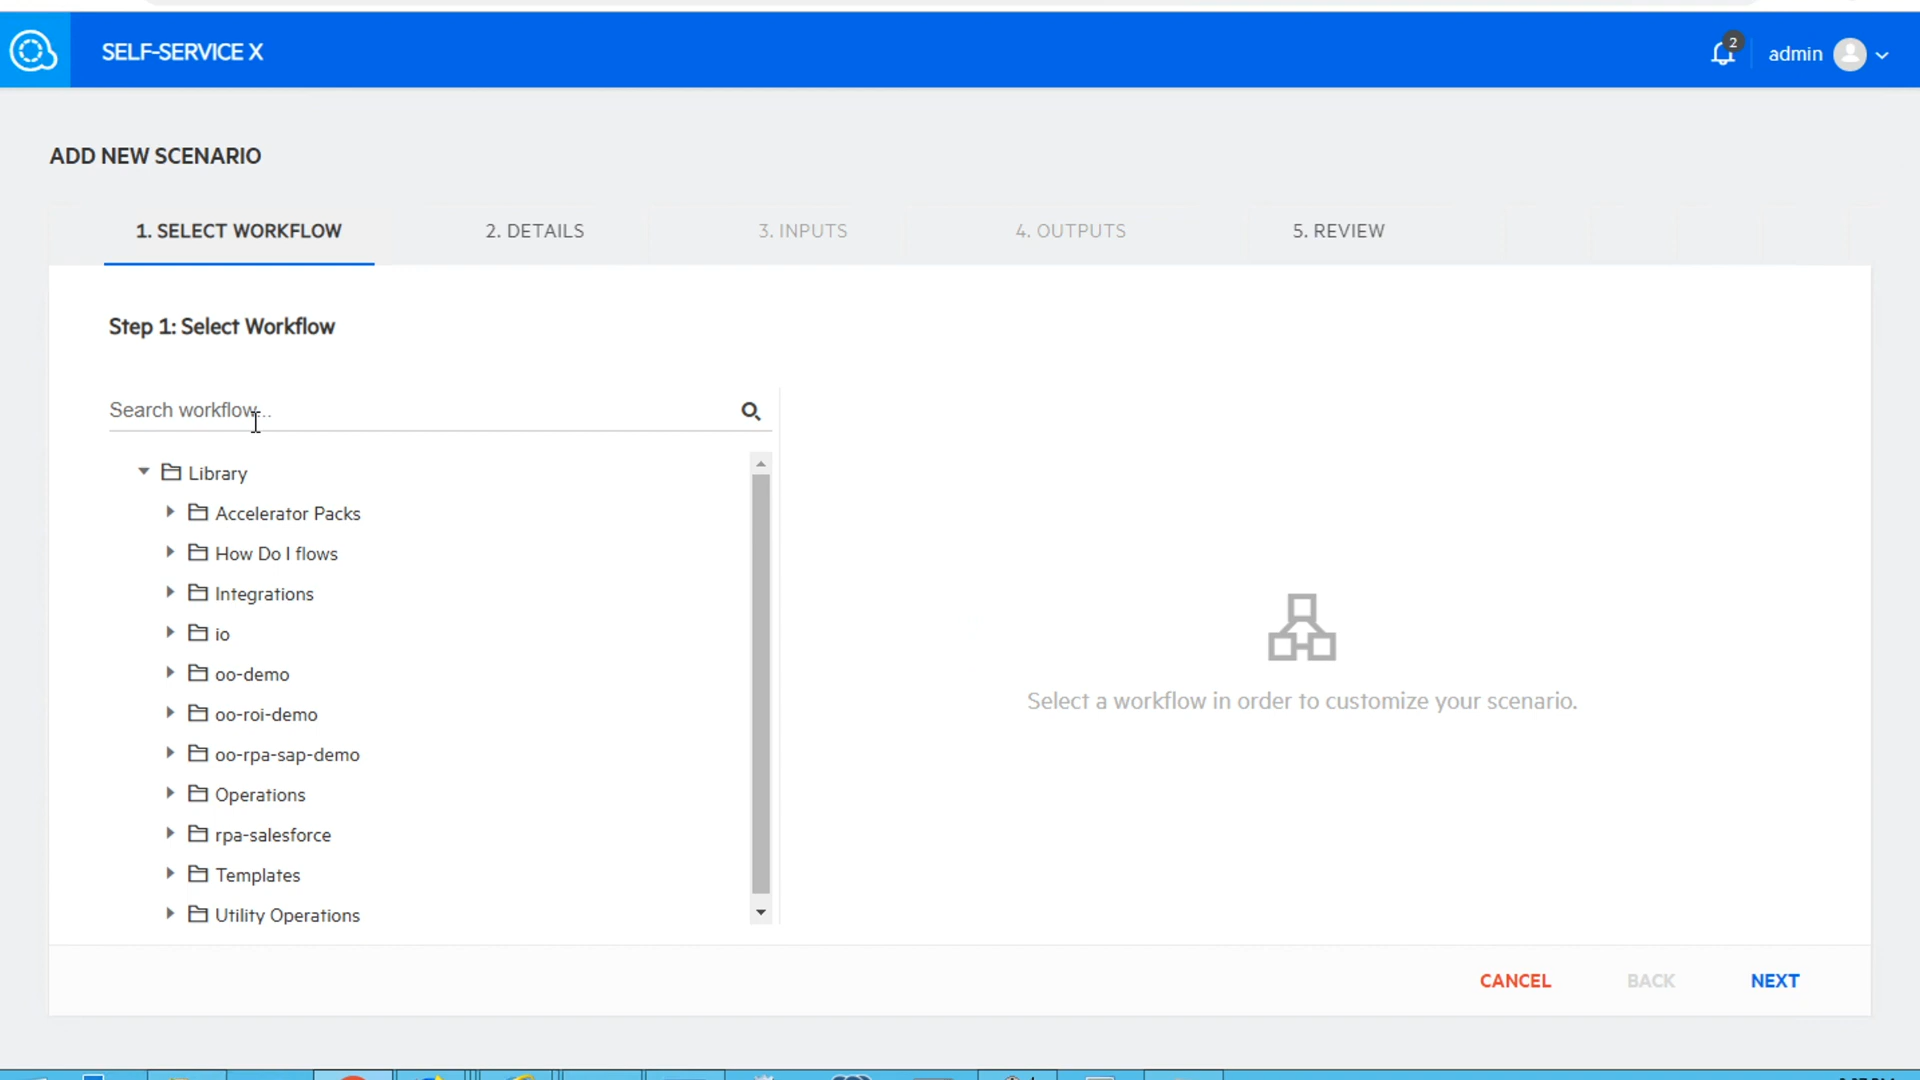 SELF-SERVICE X
2
admin
ADD NEW SCENARIO
1. SELECT WORKFLOW
2. DETAILS
3. INPUTS
4. OUTPUTS
5. REVIEW
Step 1: Select Workflow
Search workflow...
Library
Accelerator Packs
How Do I flows
Integrations
io
oo-demo
oo-roi-demo
oo-rpa-sap-demo
Operations
rpa-salesforce
Templates
Utility Operations
Select a workflow in order to customize your scenario.
CANCEL
BACK
NEXT